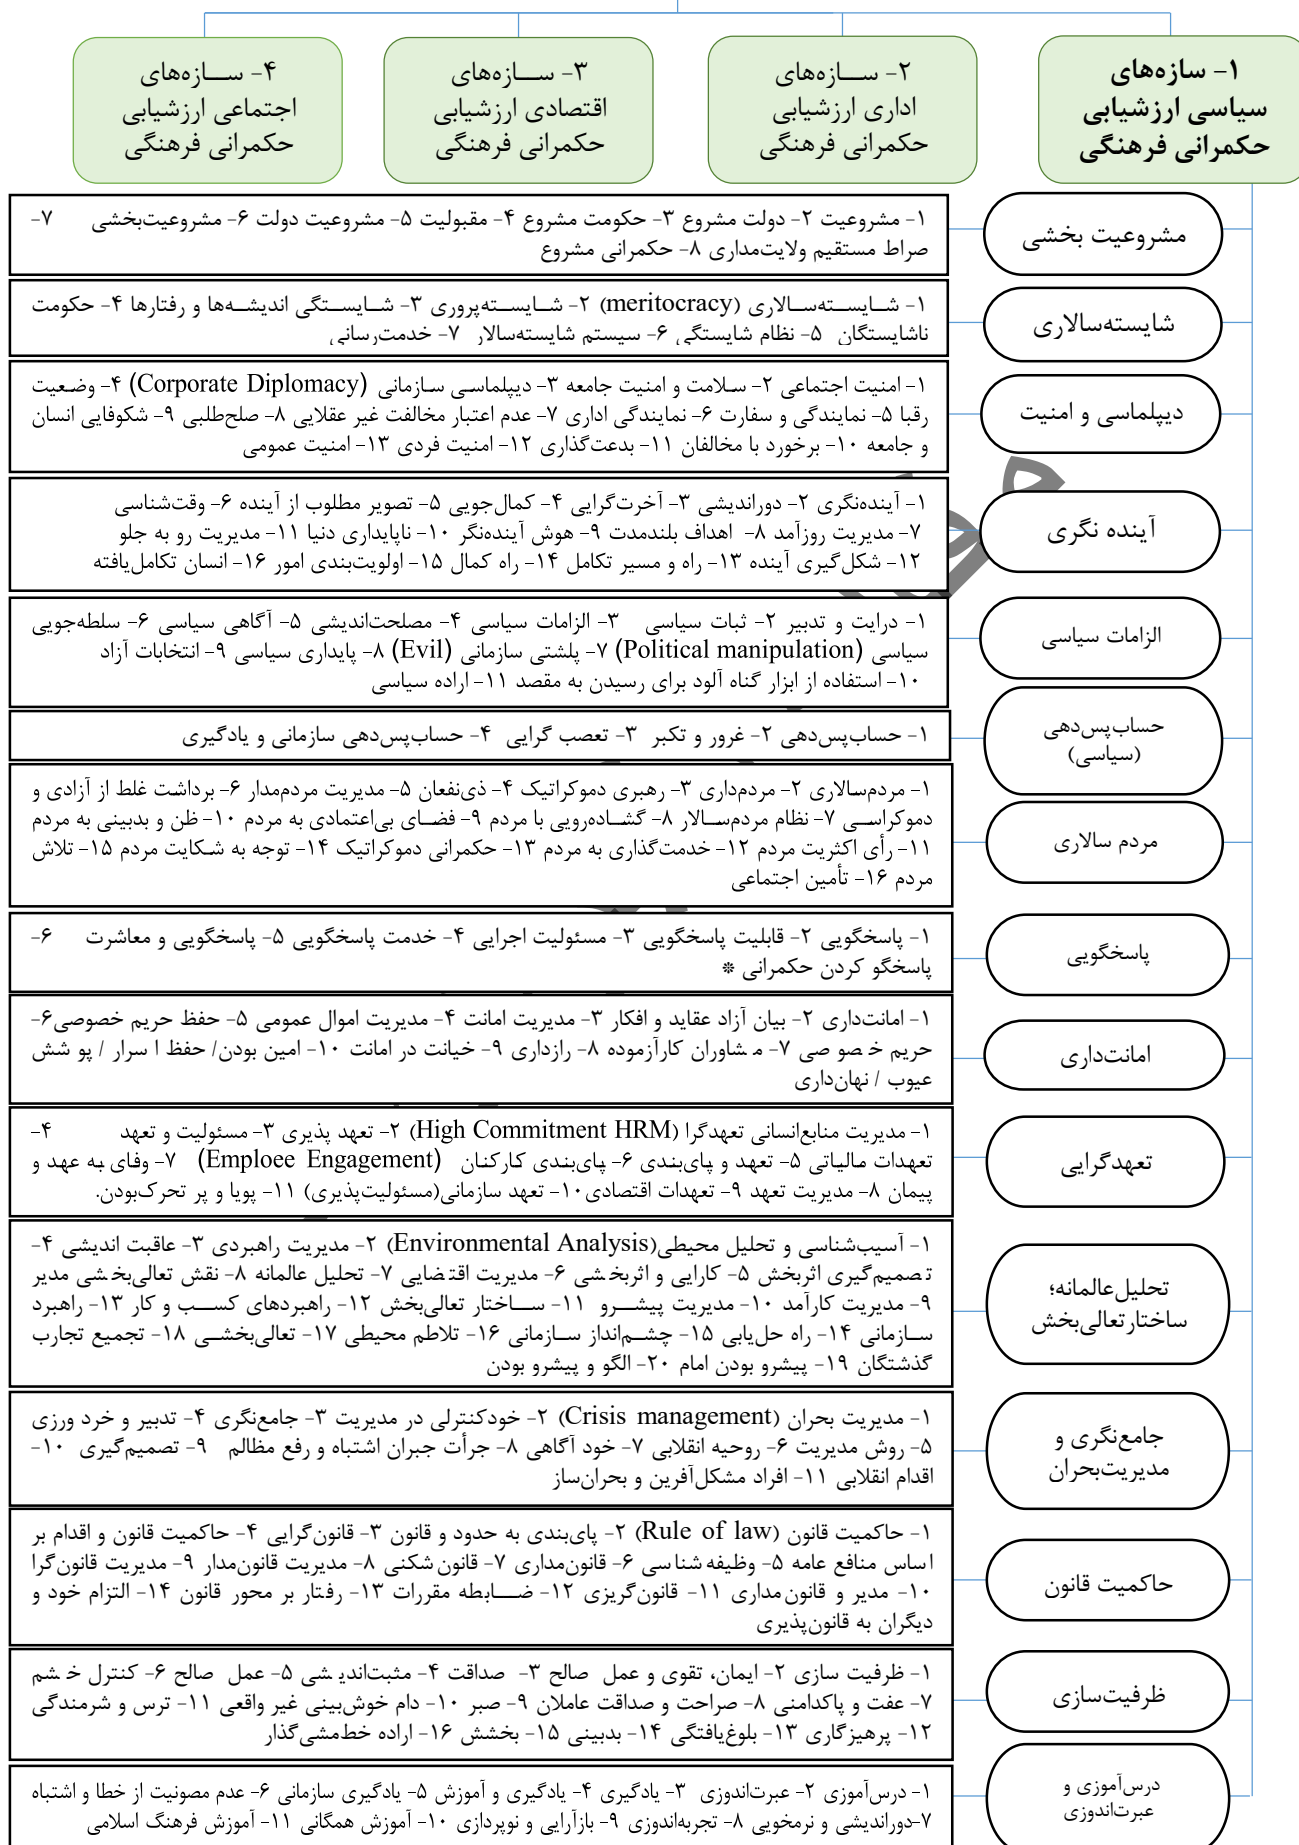 ۱- سازه‌های
سیاسی ارزشیابی
حکمرانی فرهنگی
۲- سازه‌های
اداری ارزشیابی
حکمرانی فرهنگی
۳- سازه‌های
اقتصادی ارزشیابی
حکمرانی فرهنگی
۴- سازه‌های
اجتماعی ارزشیابی
حکمرانی فرهنگی
مشروعیت بخشی
۱- مشروعیت ۲- دولت مشروع ۳- حکومت مشروع ۴- مقبولیت ۵- مشروعیت دولت ۶- مشروعیت‌بخشی ۷-
صراط مستقیم ولایت‌مداری ۸- حکمرانی مشروع
شایسته‌سالاری
۱- شایسته‌سالاری (meritocracy) ۲- شایسته‌پروری ۳- شایستگی اندیشه‌ها و رفتارها ۴- حکومت
ناشایستگان ۵- نظام شایستگی ۶- سیستم شایسته‌سالار ۷- خدمت‌رسانی
دیپلماسی و امنیت
۱- امنیت اجتماعی ۲- سلامت و امنیت جامعه ۳- دیپلماسی سازمانی (Corporate Diplomacy) ۴- وضعیت
رقبا ۵- نمایندگی و سفارت ۶- نمایندگی اداری ۷- عدم اعتبار مخالفت غیر عقلایی ۸- صلح‌طلبی ۹- شکوفایی انسان
و جامعه ۱۰- برخورد با مخالفان ۱۱- بدعت‌گذاری ۱۲- امنیت فردی ۱۳- امنیت عمومی
آینده نگری
۱- آینده‌نگری ۲- دوراندیشی ۳- آخرت‌گرایی ۴- کمال‌جویی ۵- تصویر مطلوب از آینده ۶- وقت‌شناسی
۷- مدیریت روزآمد ۸- اهداف بلندمدت ۹- هوش آینده‌نگر ۱۰- ناپایداری دنیا ۱۱- مدیریت رو به جلو
۱۲- شکل‌گیری آینده ۱۳- راه و مسیر تکامل ۱۴- راه کمال ۱۵- اولویت‌بندی امور ۱۶- انسان تکامل‌یافته
الزامات سیاسی
۱- درایت و تدبیر ۲- ثبات سیاسی ۳- الزامات سیاسی ۴- مصلحت‌اندیشی ۵- آگاهی سیاسی ۶- سلطه‌جویی
سیاسی (Political manipulation) ۷- پلشتی سازمانی (Evil) ۸- پایداری سیاسی ۹- انتخابات آزاد
۱۰- استفاده از ابزار گناه آلود برای رسیدن به مقصد ۱۱- اراده سیاسی
حساب‌پس‌دهی
(سیاسی)
۱- حساب‌پس‌دهی ۲- غرور و تکبر ۳- تعصب گرایی ۴- حساب‌پس‌دهی سازمانی و یادگیری
مردم سالاری
۱- مردم‌سالاری ۲- مردم‌داری ۳- رهبری دموکراتیک ۴- ذی‌نفعان ۵- مدیریت مردم‌مدار ۶- برداشت غلط از آزادی و
دموکراسی ۷- نظام مردم‌سالار ۸- گشاده‌رویی با مردم ۹- فضای بی‌اعتمادی به مردم ۱۰- ظن و بدبینی به مردم
۱۱- رأی اکثریت مردم ۱۲- خدمت‌گذاری به مردم ۱۳- حکمرانی دموکراتیک ۱۴- توجه به شکایت مردم ۱۵- تلاش
مردم ۱۶- تأمین اجتماعی
پاسخگویی
۱- پاسخگویی ۲- قابلیت پاسخگویی ۳- مسئولیت اجرایی ۴- خدمت پاسخگویی ۵- پاسخگویی و معاشرت ۶-
پاسخگو کردن حکمرانی *
امانت‌داری
۱- امانت‌داری ۲- بیان آزاد عقاید و افکار ۳- مدیریت امانت ۴- مدیریت اموال عمومی ۵- حفظ حریم خصوصی۶-
حریم خصوصی ۷- مشاوران کارآزموده ۸- رازداری ۹- خیانت در امانت ۱۰- امین بودن/ حفظ اسرار / پوشش
عیوب / نهان‌داری
تعهدگرایی
۱- مدیریت منابع‌انسانی تعهدگرا (High Commitment HRM) ۲- تعهد پذیری ۳- مسئولیت و تعهد ۴-
تعهدات مالیاتی ۵- تعهد و پای‌بندی ۶- پای‌بندی کارکنان (Emploee Engagement) ۷- وفای به عهد و
پیمان ۸- مدیریت تعهد ۹- تعهدات اقتصادی۱۰- تعهد سازمانی(مسئولیت‌پذیری) ۱۱- پویا و پر تحرک‌بودن.
تحلیل‌عالمانه؛
ساختارتعالی‌بخش
۱- آسیب‌شناسی و تحلیل محیطی(Environmental Analysis) ۲- مدیریت راهبردی ۳- عاقبت اندیشی ۴-
تصمیم‌گیری اثربخش ۵- کارایی و اثربخشی ۶- مدیریت اقتضایی ۷- تحلیل عالمانه ۸- نقش تعالی‌بخشی مدیر
۹- مدیریت کارآمد ۱۰- مدیریت پیشرو ۱۱- ساختار تعالی‌بخش ۱۲- راهبردهای کسب و کار ۱۳- راهبرد
سازمانی ۱۴- راه حل‌یابی ۱۵- چشم‌انداز سازمانی ۱۶- تلاطم محیطی ۱۷- تعالی‌بخشی ۱۸- تجمیع تجارب
گذشتگان ۱۹- پیشرو بودن امام ۲۰- الگو و پیشرو بودن
جامع‌نگری و
مدیریت‌بحران
۱- مدیریت بحران (Crisis management) ۲- خودکنترلی در مدیریت ۳- جامع‌نگری ۴- تدبیر و خرد ورزی
۵- روش مدیریت ۶- روحیه انقلابی ۷- خود آگاهی ۸- جرأت جبران اشتباه و رفع مظالم ۹- تصمیم‌گیری ۱۰-
اقدام انقلابی ۱۱- افراد مشکل‌آفرین و بحران‌ساز
حاکمیت قانون
۱- حاکمیت قانون (Rule of law) ۲- پای‌بندی به حدود و قانون ۳- قانون‌گرایی ۴- حاکمیت قانون و اقدام بر
اساس منافع عامه ۵- وظیفه شناسی ۶- قانون‌مداری ۷- قانون شکنی ۸- مدیریت قانون‌مدار ۹- مدیریت قانون‌گرا
۱۰- مدیر و قانون مداری ۱۱- قانون‌گریزی ۱۲- ضابطه مقررات ۱۳- رفتار بر محور قانون ۱۴- التزام خود و
دیگران به قانون‌پذیری
ظرفیت‌سازی
۱- ظرفیت سازی ۲- ایمان، تقوی و عمل صالح ۳- صداقت ۴- مثبت‌اندیشی ۵- عمل صالح ۶- کنترل خشم
۷- عفت و پاکدامنی ۸- صراحت و صداقت عاملان ۹- صبر ۱۰- دام خوش‌بینی غیر واقعی ۱۱- ترس و شرمندگی
۱۲- پرهیزگاری ۱۳- بلوغ‌یافتگی ۱۴- بدبینی ۱۵- بخشش ۱۶- اراده خط‌مشی‌گذار
درس‌آموزی و
عبرت‌اندوزی
۱- درس‌آموزی ۲- عبرت‌اندوزی ۳- یادگیری ۴- یادگیری و آموزش ۵- یادگیری سازمانی ۶- عدم مصونیت از خطا و اشتباه
۷-دوراندیشی و نرمخویی ۸- تجربه‌اندوزی ۹- بازآرایی و نوپردازی ۱۰- آموزش همگانی ۱۱- آموزش فرهنگ اسلامی